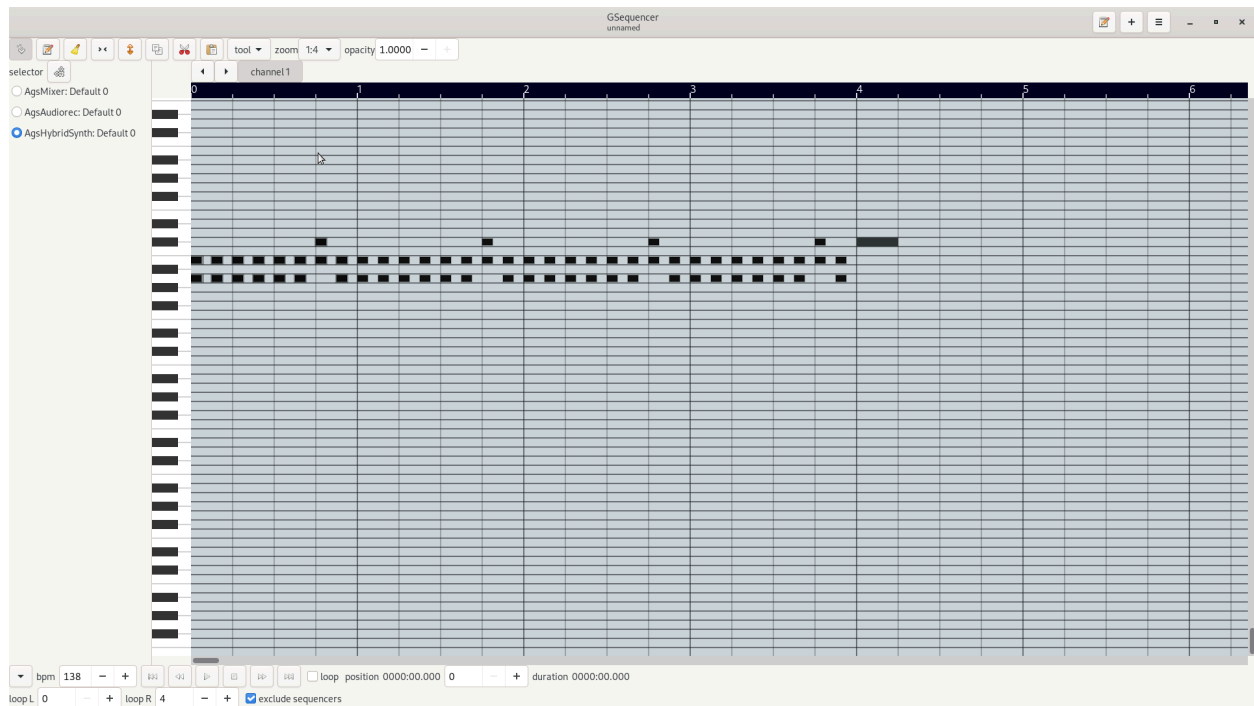 GSequencer
unnamed
tool zoom 1:4 opacity 1.0000
selector
channel 1
AgsMixer: Default 0
AgsAudiorec: Default 0
AgsHybridSynth: Default 0
0 1 2 3 4 5 6
bpm 138 loop position 0000:00.000 0 duration 0000:00.000
loop L 0 loop R 4 exclude sequencers